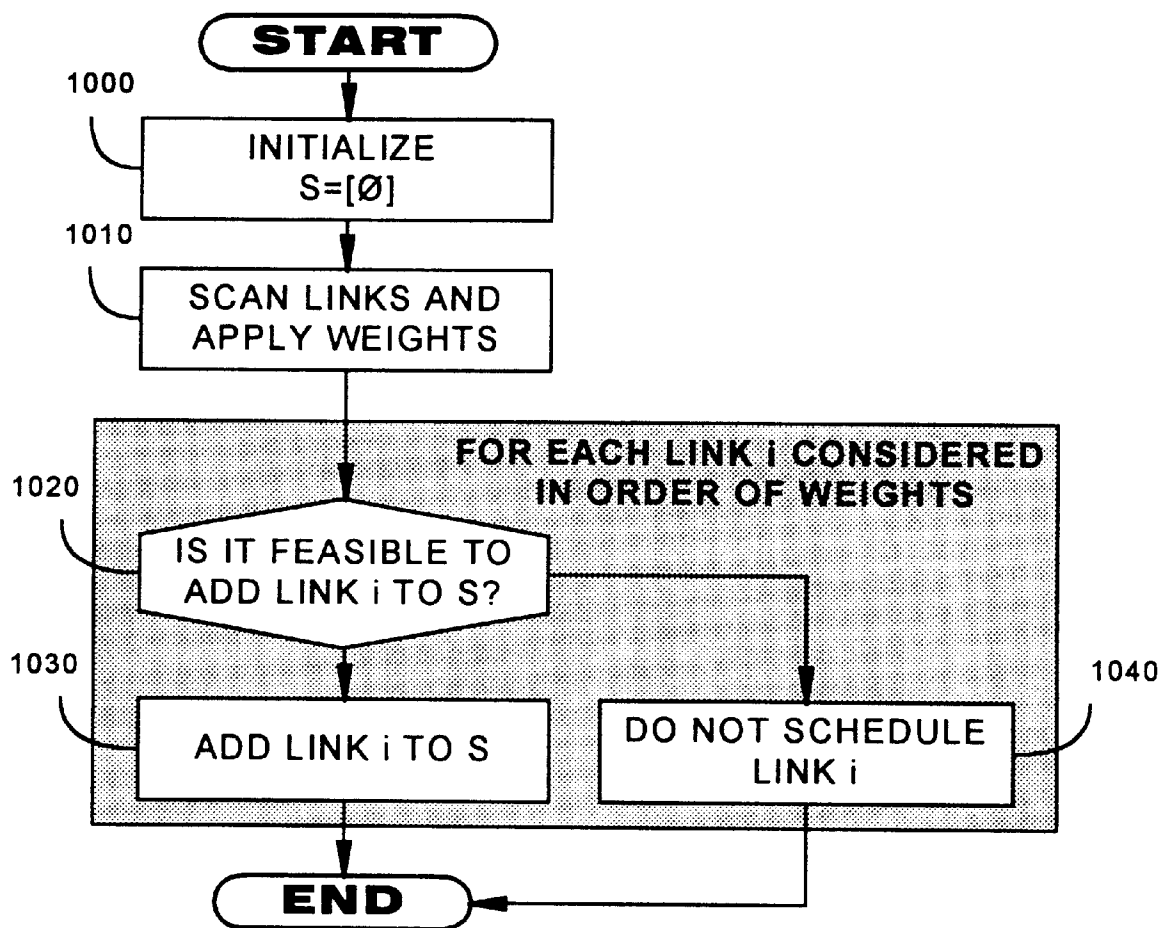 START
1000
INITIALIZE
S=[Ø]
1010
SCAN LINKS AND
APPLY WEIGHTS
FOR EACH LINK i CONSIDERED
IN ORDER OF WEIGHTS
1020
IS IT FEASIBLE TO
ADD LINK i TO S?
1030
ADD LINK i TO S
1040
DO NOT SCHEDULE
LINK i
END